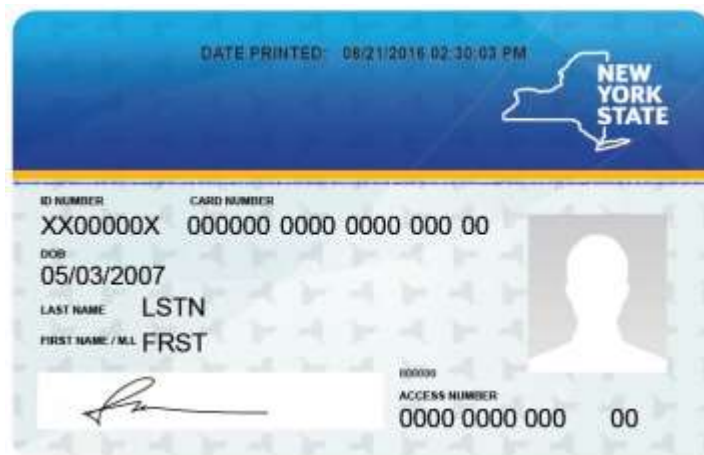 DATE PRINTED: 08/21/2016 02:30:03 PM
NEW
YORK
STATE
ID NUMBER CARD NUMBER
XX00000X 000000 0000 0000 000 00
DOB
05/03/2007
LAST NAME LSTN
FIRST NAME / M.I. FRST
000000
ACCESS NUMBER
0000 0000 000 00